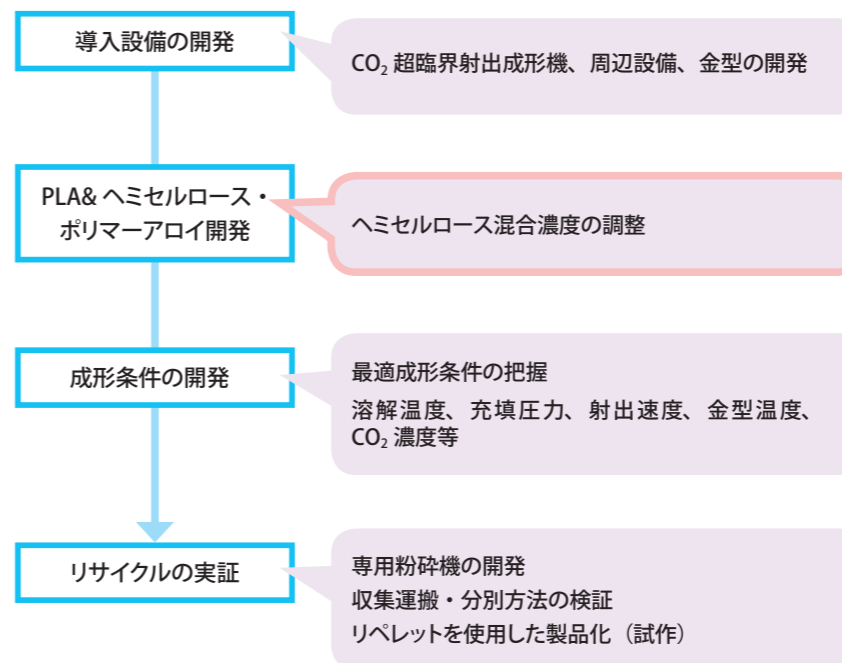 導入設備の開発
CO₂ 超臨界射出成形機、周辺設備、金型の開発
PLA& ヘミセルロース・
ポリマーアロイ開発
ヘミセルロース混合濃度の調整
成形条件の開発
最適成形条件の把握
溶解温度、充填圧力、射出速度、金型温度、
CO₂ 濃度等
リサイクルの実証
専用粉砕機の開発
収集運搬・分別方法の検証
リペレットを使用した製品化（試作）